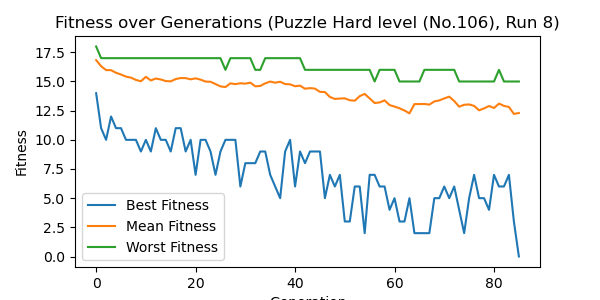 Fitness over Generations (Puzzle Hard level (No.106), Run 8)
Fitness
17.5
15.0
12.5
10.0
7.5
5.0
2.5
0.0
Best Fitness
Mean Fitness
Worst Fitness
0 20 40 60 80
Generation